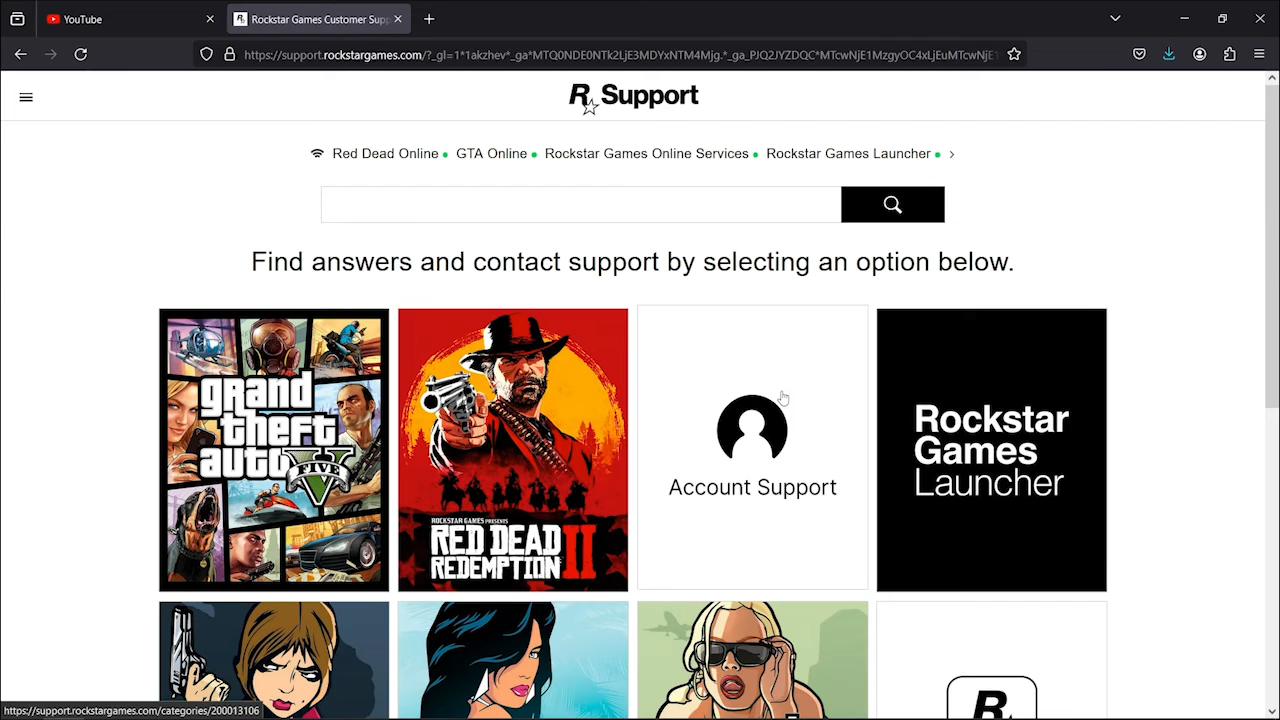 YouTube
Rockstar Games Customer Supp
https://support.rockstargames.com/?_gl=1*1akzhev*_ga*MTQ0NDE0NTk2LjE3MDYxNTM4Mjg.*_ga_PJQ2JYZDQC*MTcwNjE1MzgyOC4xLjEuMTcwNjE1
R Support
Red Dead Online
GTA Online
Rockstar Games Online Services
Rockstar Games Launcher
Find answers and contact support by selecting an option below.
grand
theft
auto
FIVE
ROCKSTAR GAMES PRESENTS
RED DEAD
REDEMPTION II
Account Support
Rockstar
Games
Launcher
R
https://support.rockstargames.com/categories/200013106